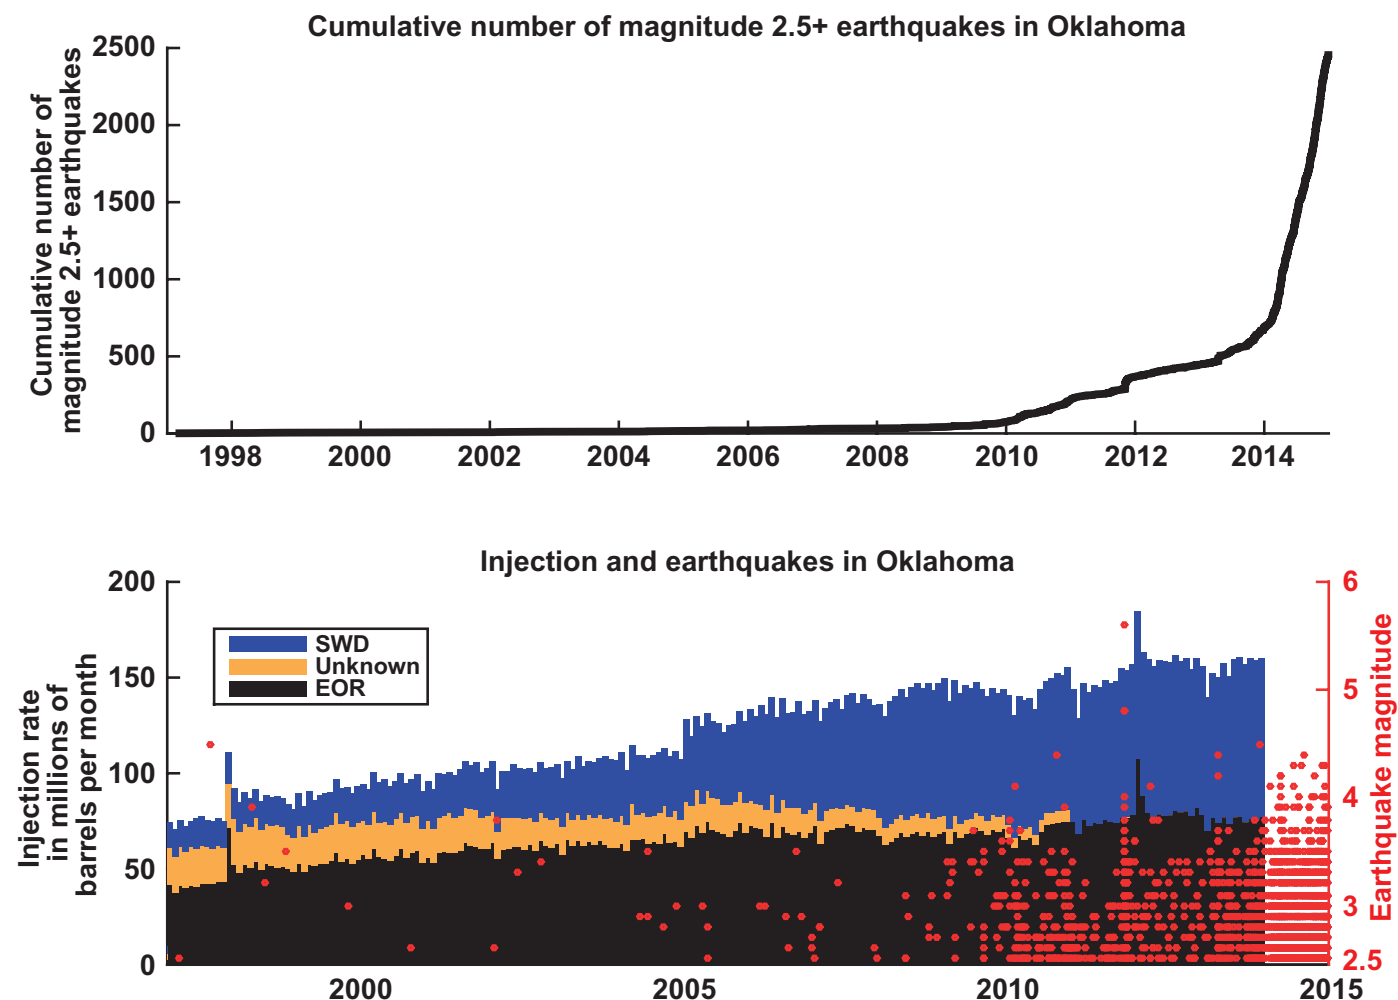 Cumulative number of magnitude 2.5+ earthquakes in Oklahoma
Cumulative number of
magnitude 2.5+ earthquakes
2500
2000
1500
1000
500
0
1998 2000 2002 2004 2006 2008 2010 2012 2014
Injection and earthquakes in Oklahoma
Injection rate
in millions of
barrels per month
200
150
100
50
0
SWD
Unknown
EOR
6
5
4
3
2.5
Earthquake magnitude
2000 2005 2010 2015